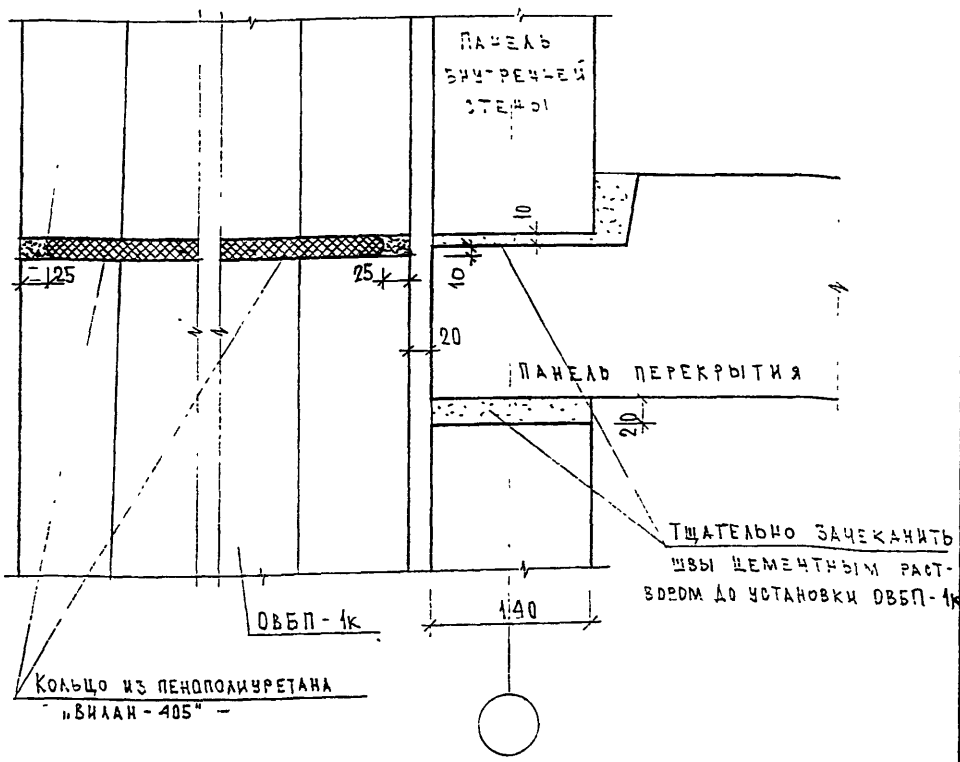 ПАНЕЛЬ
ВНУТРЕННЕЙ
СТЕНЫ
10
25
25
10
20
ПАНЕЛЬ ПЕРЕКРЫТИЯ
20
ТЩАТЕЛЬНО ЗАЧЕКАНИТЬ
ШВЫ ЦЕМЕНТНЫМ РАСТ-
ВОРОМ ДО УСТАНОВКИ ОВБП-1К
140
ОВБП-1К
КОЛЬЦО ИЗ ПЕНОПОЛИУРЕТАНА
"ВИЛАН-405"